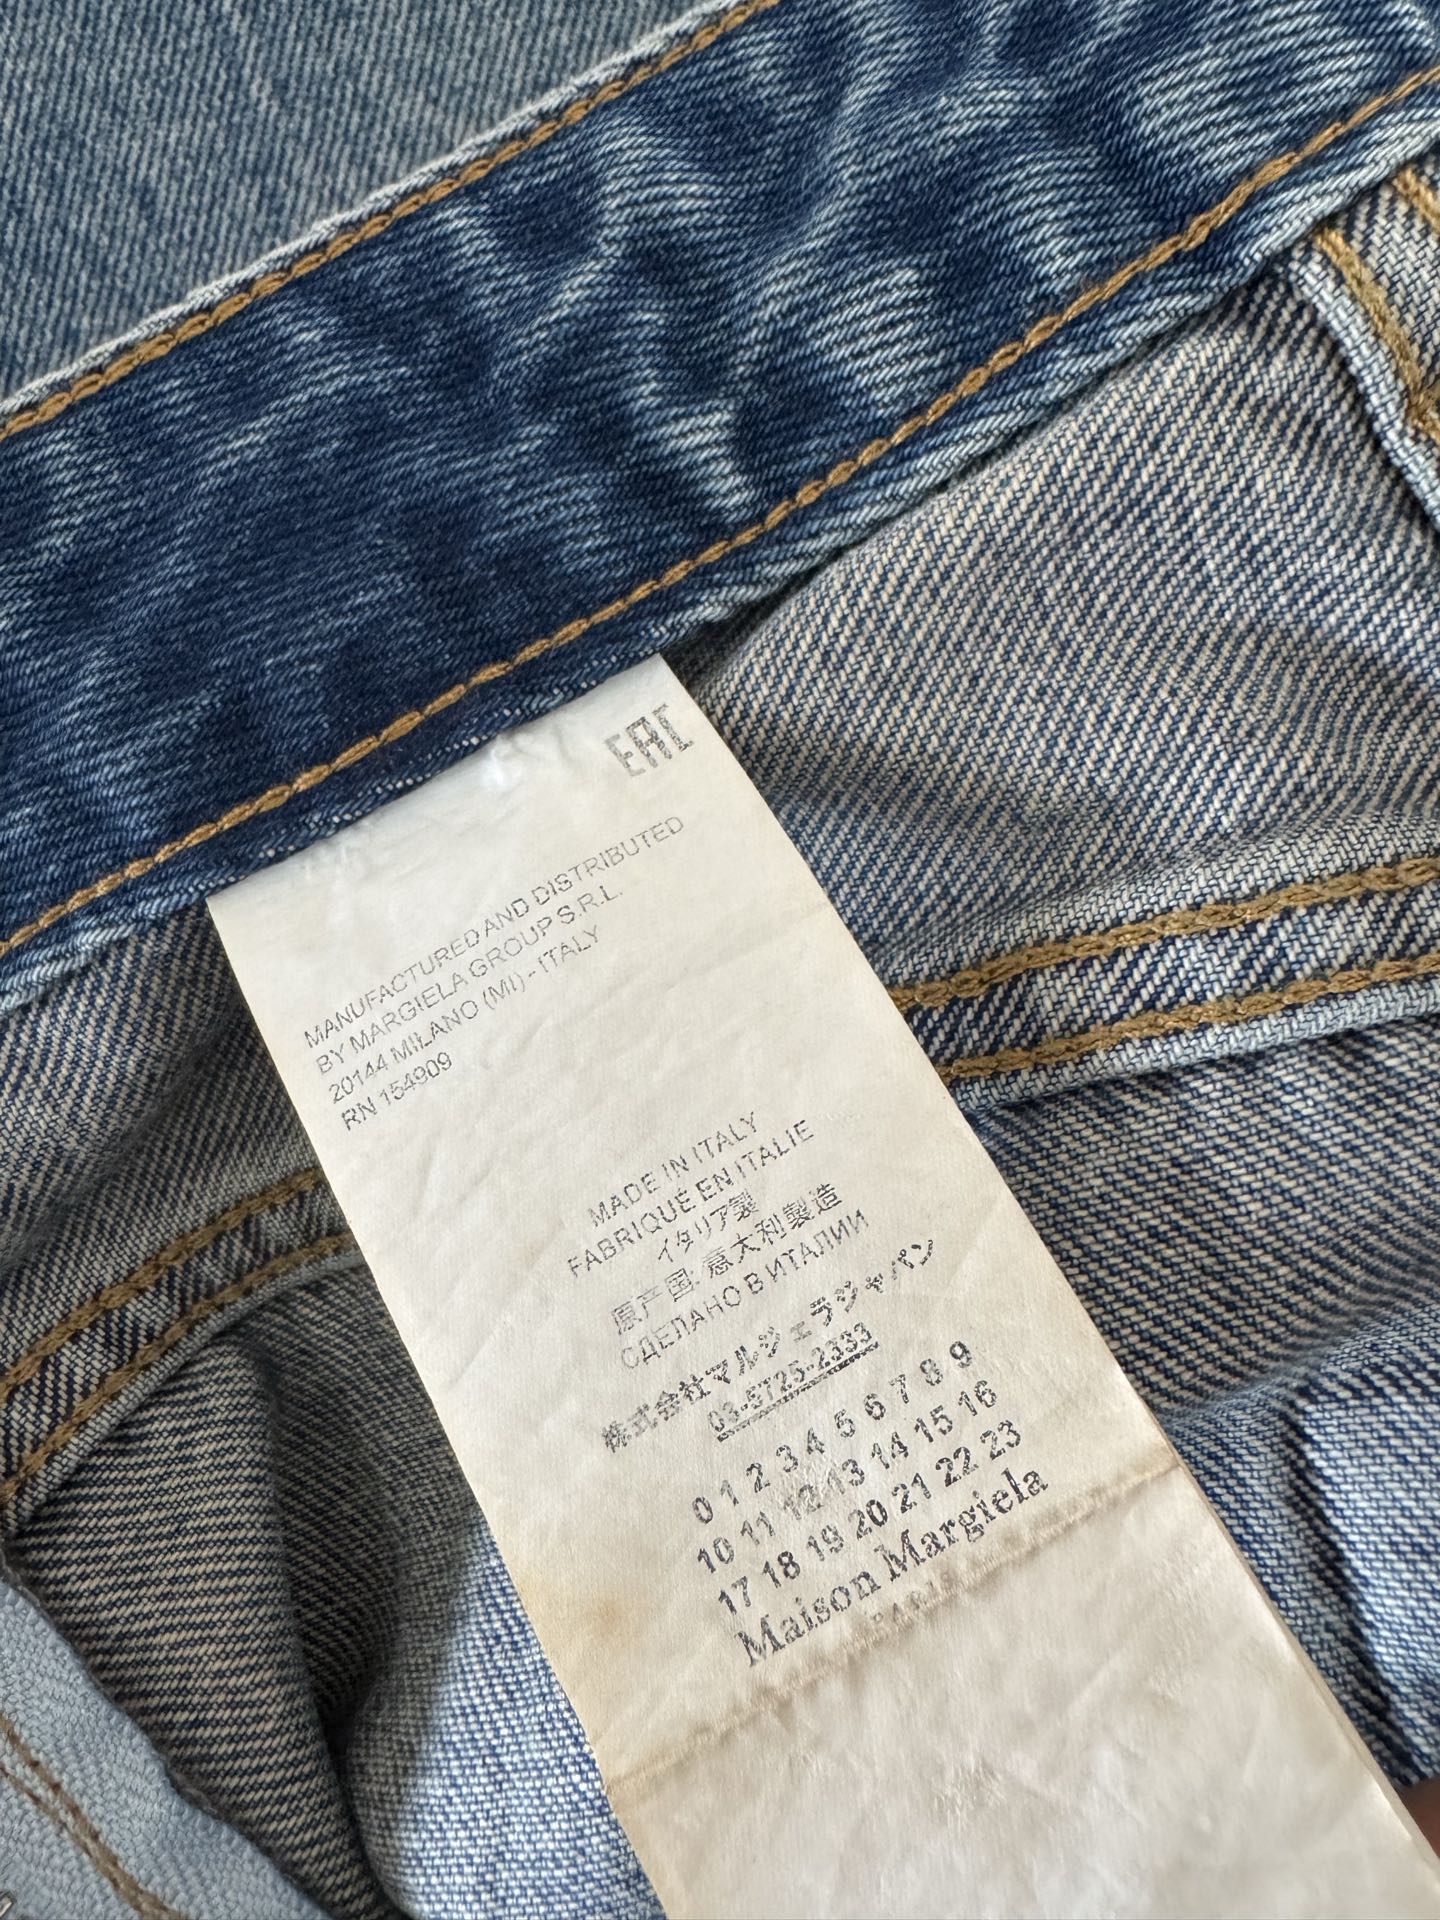 EAC
MANUFACTURED AND DISTRIBUTED
BY MARGIELA GROUP S.R.L.
20144 MILANO (MI) - ITALY
RN 154909
MADE IN ITALY
FABRIQUÉ EN ITALIE
イタリア製
原产国: 意大利製造
СДЕЛАНО В ИТАЛИИ
株式会社マルジェラジャパン
03-5725-2333
0 1 2 3 4 5 6 7 8 9
10 11 12 13 14 15 16
17 18 19 20 21 22 23
Maison Margiela